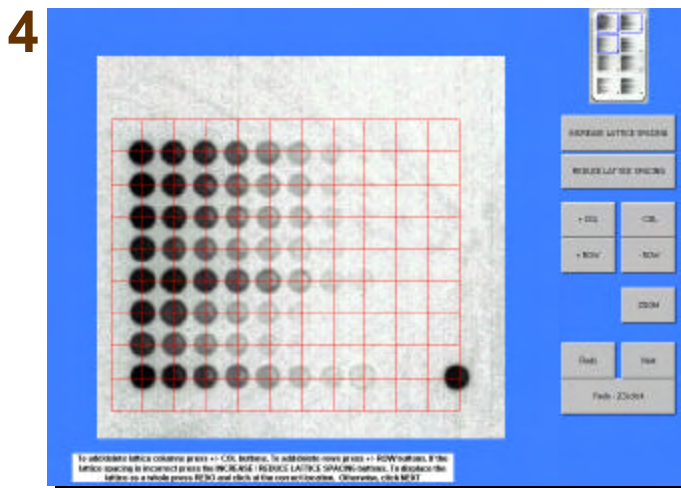 4
INCREASE LATTICE SPACING
REDUCE LATTICE SPACING
+ COL
- COL
+ ROW
- ROW
ZOOM
Redo
To add/delete lattice columns press +/- COL buttons. To add/delete rows press +/- ROW buttons. If the
lattice spacing is incorrect press the INCREASE / REDUCE LATTICE SPACING buttons. To displace the
lattice as a whole press REDO and click at the correct location. Otherwise, click NEXT